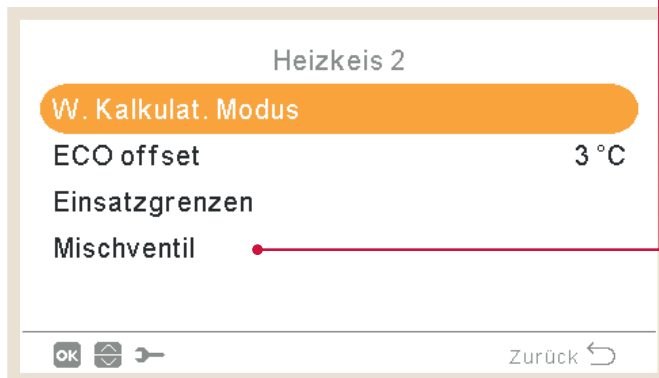 Heizkeis 2
W. Kalkulat. Modus
ECO offset 3 °C
Einsatzgrenzen
Mischventil
OK Zurück